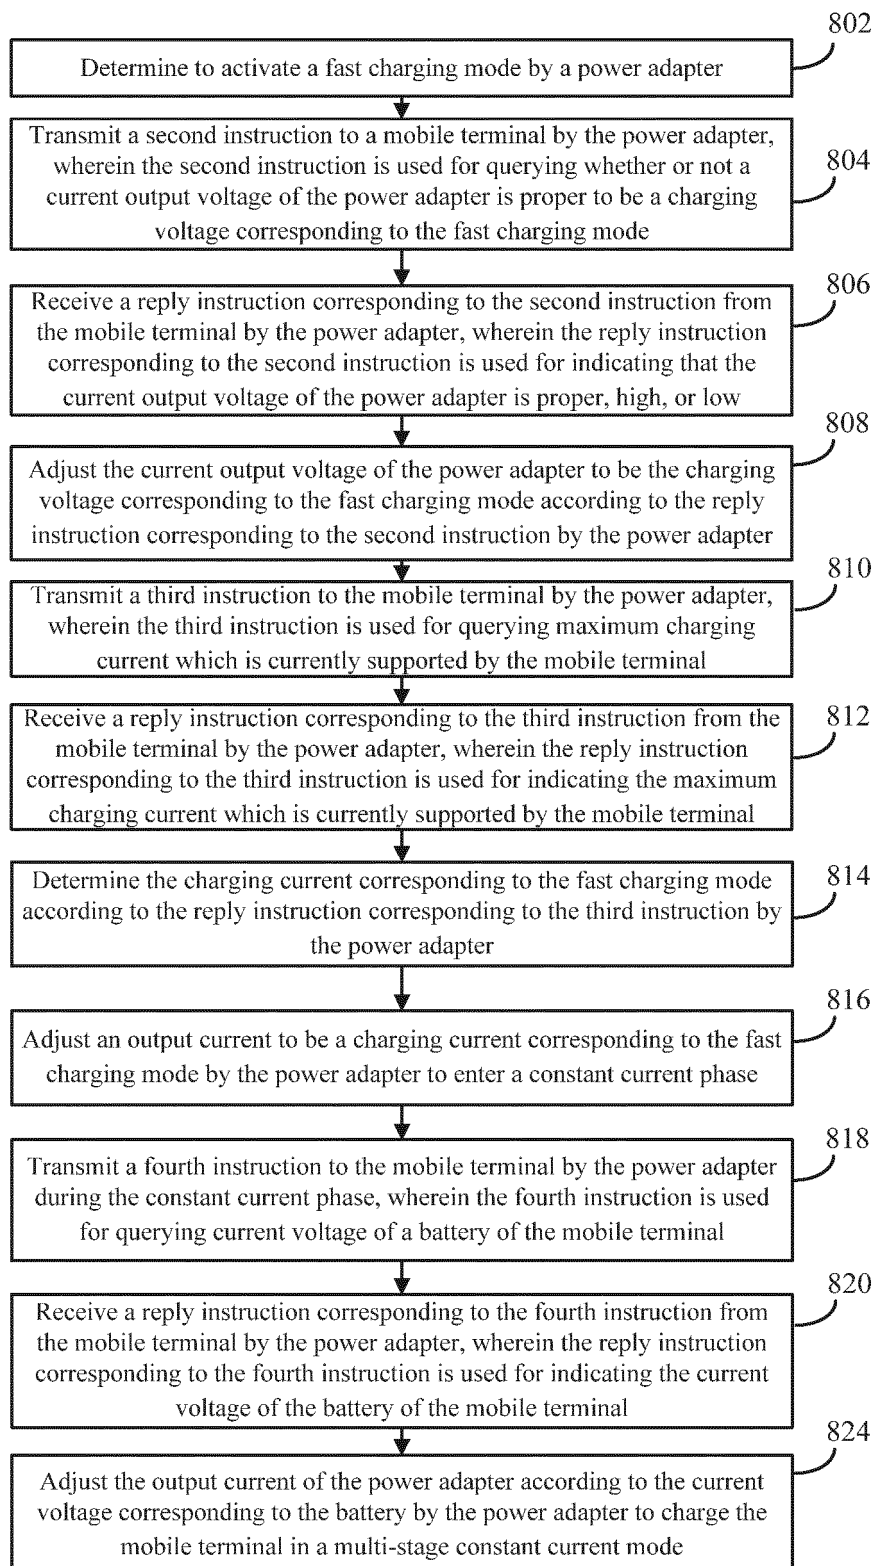 802
Determine to activate a fast charging mode by a power adapter
804
Transmit a second instruction to a mobile terminal by the power adapter,
wherein the second instruction is used for querying whether or not a
current output voltage of the power adapter is proper to be a charging
voltage corresponding to the fast charging mode
806
Receive a reply instruction corresponding to the second instruction from
the mobile terminal by the power adapter, wherein the reply instruction
corresponding to the second instruction is used for indicating that the
current output voltage of the power adapter is proper, high, or low
808
Adjust the current output voltage of the power adapter to be the charging
voltage corresponding to the fast charging mode according to the reply
instruction corresponding to the second instruction by the power adapter
810
Transmit a third instruction to the mobile terminal by the power adapter,
wherein the third instruction is used for querying maximum charging
current which is currently supported by the mobile terminal
812
Receive a reply instruction corresponding to the third instruction from the
mobile terminal by the power adapter, wherein the reply instruction
corresponding to the third instruction is used for indicating the maximum
charging current which is currently supported by the mobile terminal
814
Determine the charging current corresponding to the fast charging mode
according to the reply instruction corresponding to the third instruction by
the power adapter
816
Adjust an output current to be a charging current corresponding to the fast
charging mode by the power adapter to enter a constant current phase
818
Transmit a fourth instruction to the mobile terminal by the power adapter
during the constant current phase, wherein the fourth instruction is used
for querying current voltage of a battery of the mobile terminal
820
Receive a reply instruction corresponding to the fourth instruction from
the mobile terminal by the power adapter, wherein the reply instruction
corresponding to the fourth instruction is used for indicating the current
voltage of the battery of the mobile terminal
824
Adjust the output current of the power adapter according to the current
voltage corresponding to the battery by the power adapter to charge the
mobile terminal in a multi-stage constant current mode